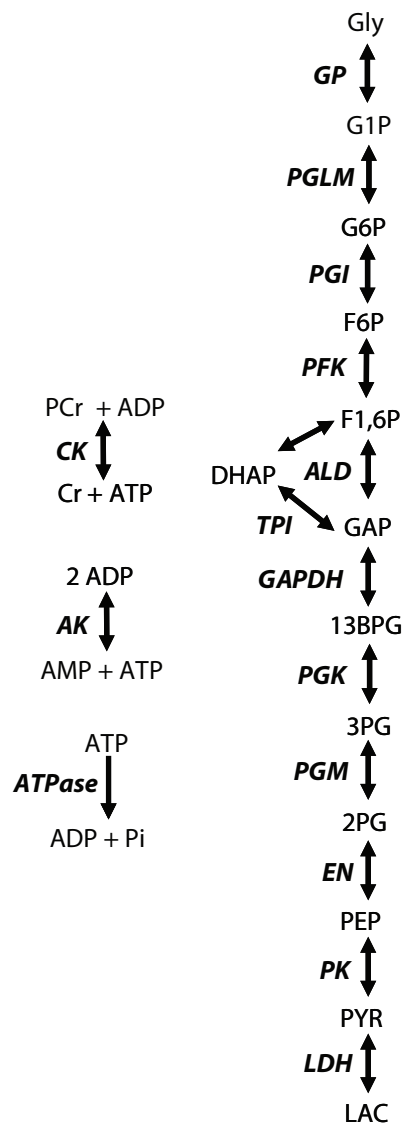 Gly
GP
G1P
PGLM
G6P
PGI
F6P
PFK
F1,6P
DHAP
ALD
TPI
GAP
GAPDH
13BPG
PGK
3PG
PGM
2PG
EN
PEP
PK
PYR
LDH
LAC
PCr + ADP
CK
Cr + ATP
2 ADP
AK
AMP + ATP
ATP
ATPase
ADP + Pi